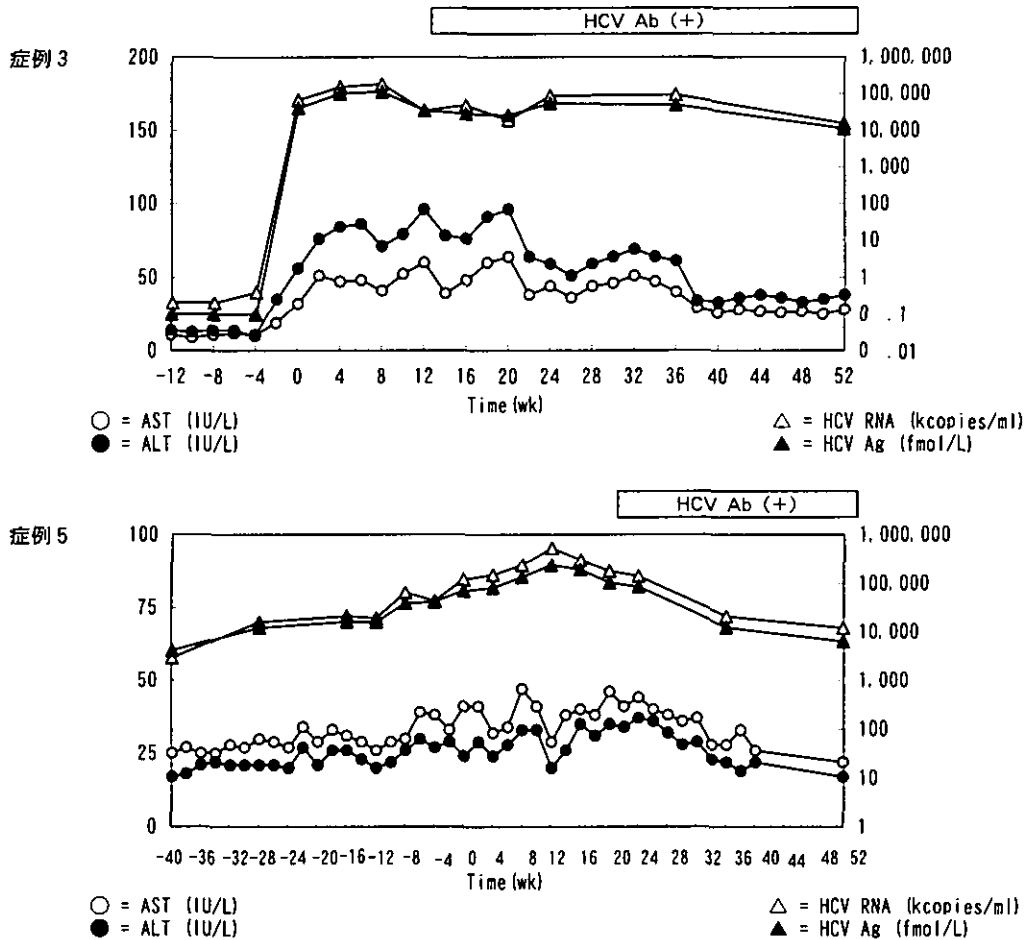 HCV Ab (+)
症例 3
200
150
100
50
0
1,000,000
100,000
10,000
1,000
100
10
1
0 .1
0 .01
-12 -8 -4 0 4 8 12 16 20 24 28 32 36 40 44 48 52
Time (wk)
○ = AST (IU/L)
● = ALT (IU/L)
△ = HCV RNA (kcopies/ml)
▲ = HCV Ag (fmol/L)
HCV Ab (+)
症例 5
100
75
50
25
0
1,000,000
100,000
10,000
1,000
100
10
1
-40 -36 -32 -28 -24 -20 -16 -12 -8 -4 0 4 8 12 16 20 24 28 32 36 40 44 48 52
Time (wk)
○ = AST (IU/L)
● = ALT (IU/L)
△ = HCV RNA (kcopies/ml)
▲ = HCV Ag (fmol/L)